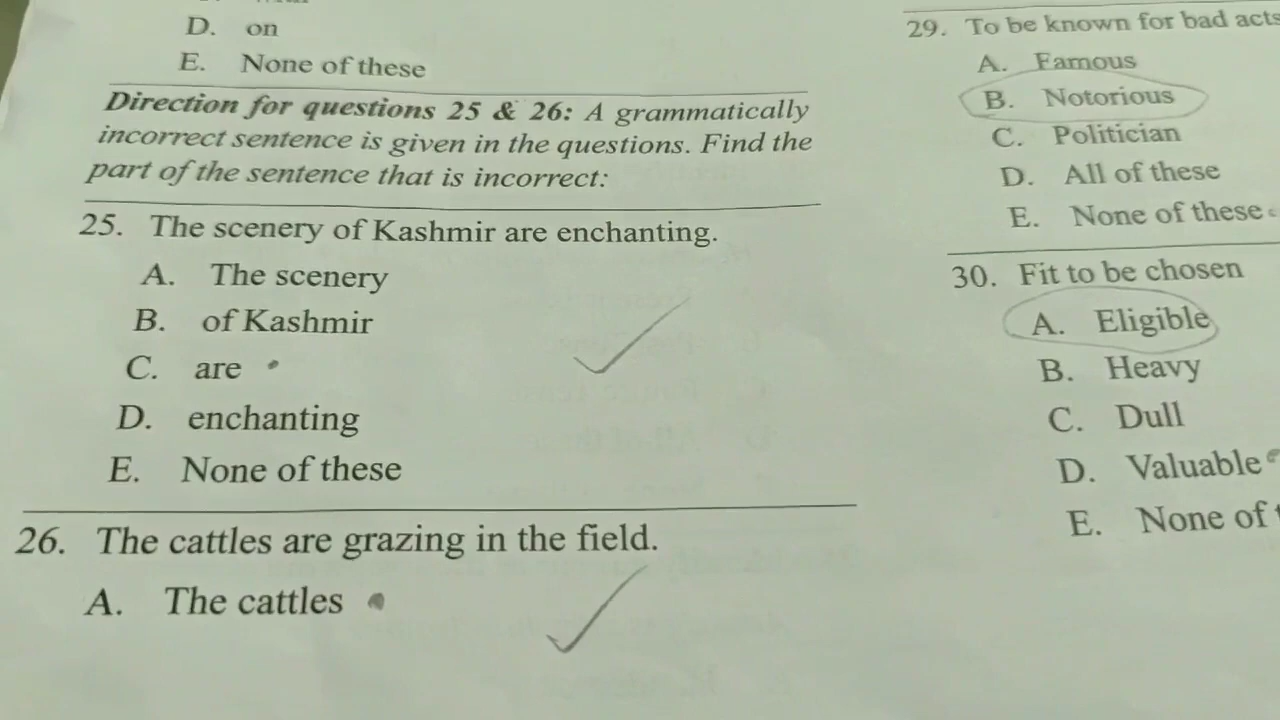 D. on
E. None of these
Direction for questions 25 & 26: A grammatically
incorrect sentence is given in the questions. Find the
part of the sentence that is incorrect:
25. The scenery of Kashmir are enchanting.
A. The scenery
B. of Kashmir
C. are
D. enchanting
E. None of these
26. The cattles are grazing in the field.
A. The cattles
29. To be known for bad acts
A. Famous
B. Notorious
C. Politician
D. All of these
E. None of these
30. Fit to be chosen
A. Eligible
B. Heavy
C. Dull
D. Valuable
E. None of